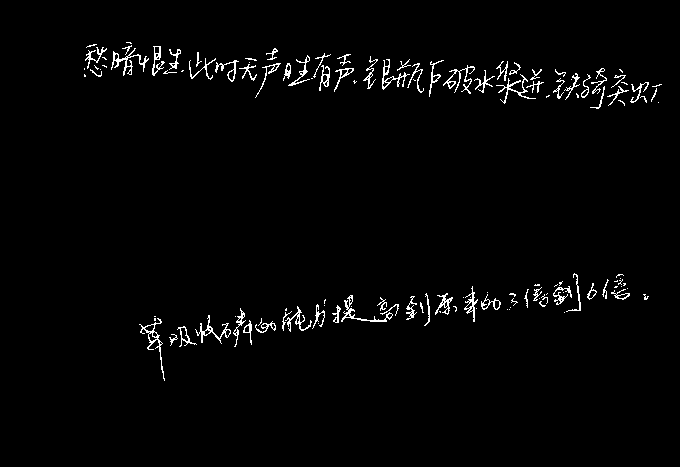 愁暗恨生.此时无声胜有声.银瓶乍破水浆迸.铁骑突出
草吸收磷的能力提高到原来的3倍到6倍。